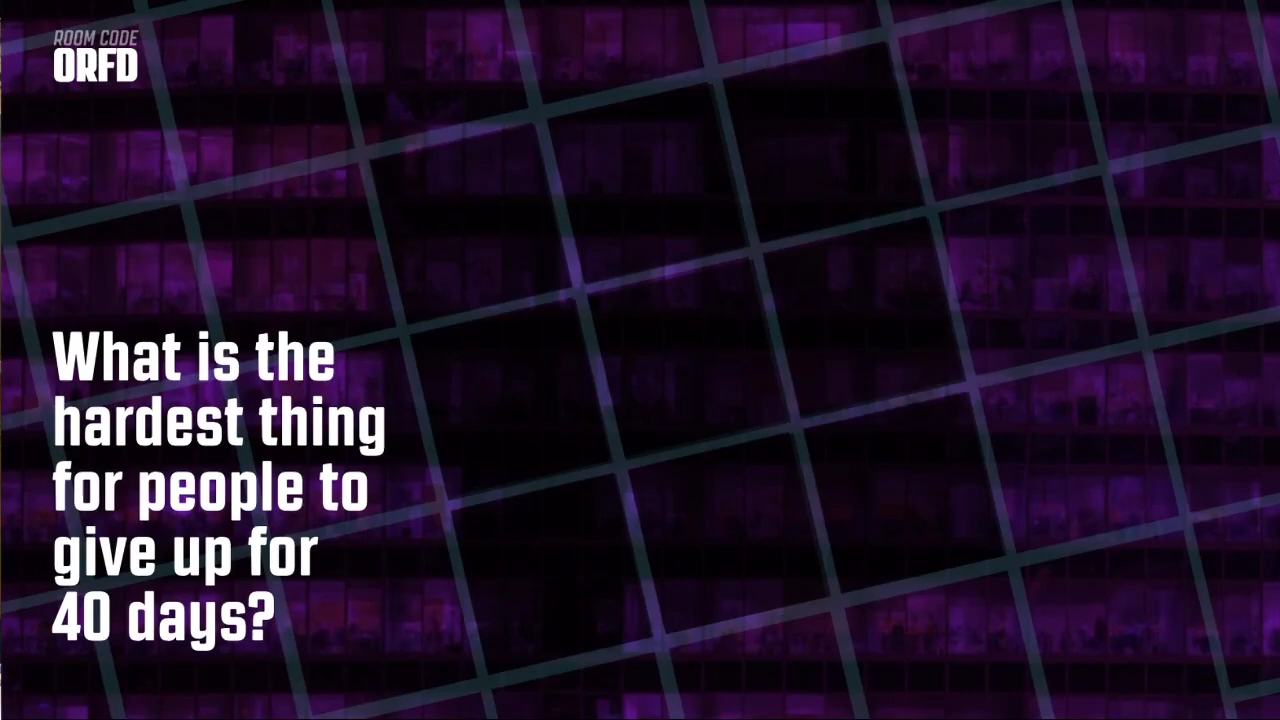 ROOM CODE
ORFD
What is the
hardest thing
for people to
give up for
40 days?